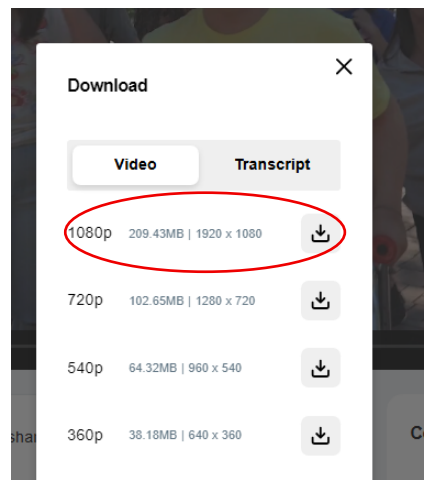 Download
Video Transcript
1080p 209.43MB | 1920 x 1080
720p 102.65MB | 1280 x 720
540p 64.32MB | 960 x 540
360p 38.18MB | 640 x 360